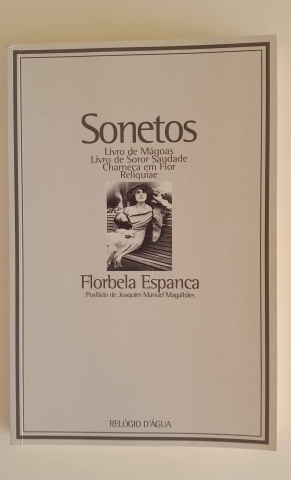 Sonetos
Livro de Mágoas
Livro de Soror Saudade
Charneca em Flor
Reliquiae
Florbela Espanca
Posfácio de Joaquim Manuel Magalhães
RELÓGIO D'ÁGUA